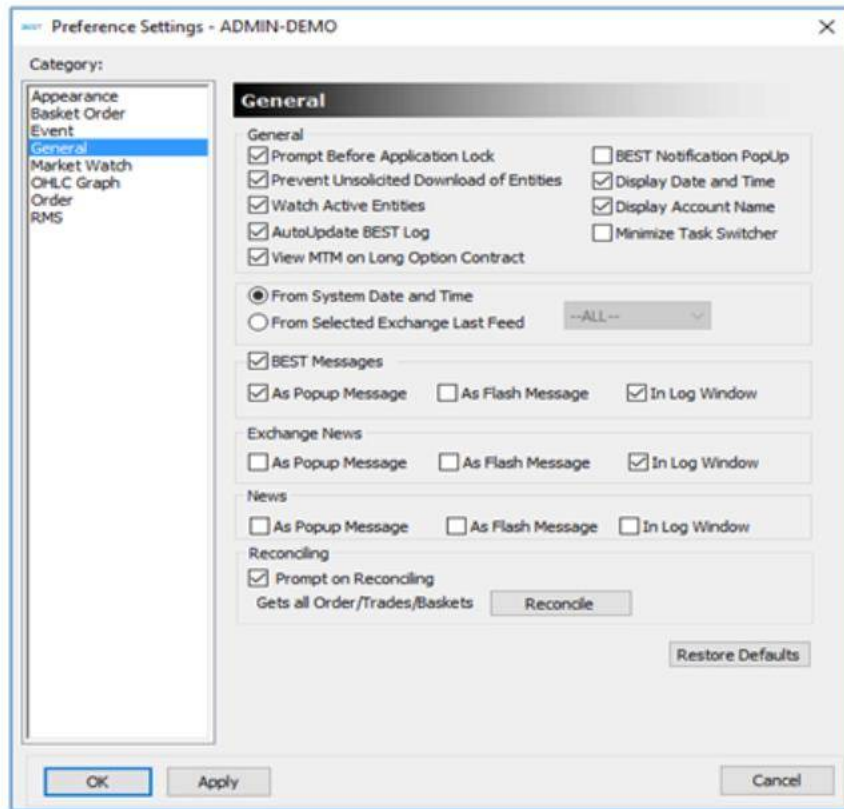 BEST Preference Settings - ADMIN-DEMO
Category:
Appearance
Basket Order
Event
General
Market Watch
OHLC Graph
Order
RMS
General
General
Prompt Before Application Lock
BEST Notification PopUp
Prevent Unsolicited Download of Entities
Display Date and Time
Watch Active Entities
Display Account Name
AutoUpdate BEST Log
Minimize Task Switcher
View MTM on Long Option Contract
From System Date and Time
From Selected Exchange Last Feed
--ALL--
BEST Messages
As Popup Message
As Flash Message
In Log Window
Exchange News
As Popup Message
As Flash Message
In Log Window
News
As Popup Message
As Flash Message
In Log Window
Reconciling
Prompt on Reconciling
Gets all Order/Trades/Baskets
Reconcile
Restore Defaults
OK
Apply
Cancel